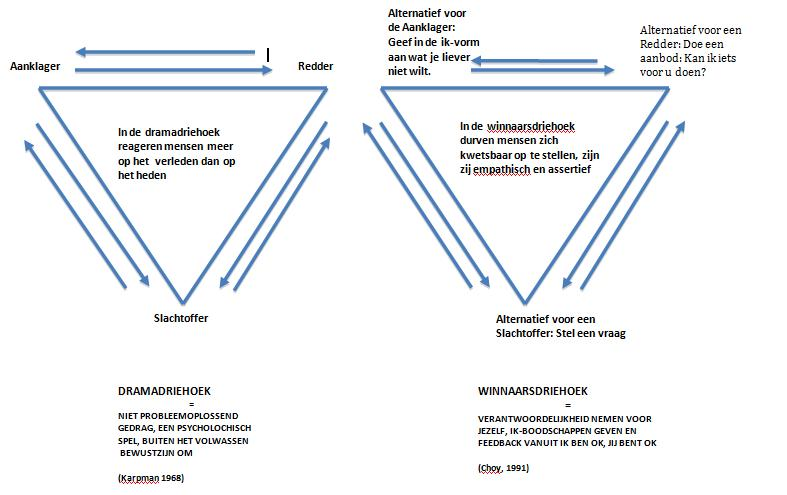 Aanklager
Redder
In de dramadriehoek
reageren mensen meer
op het verleden dan op
het heden
Slachtoffer
DRAMADRIEHOEK
=
NIET PROBLEEMOPLOSSEND
GEDRAG, EEN PSYCHOLOCHISCH
SPEL, BUITEN HET VOLWASSEN
BEWUSTZIJN OM
(Karpman 1968)
Alternatief voor
de Aanklager:
Geef in de ik-vorm
aan wat je liever
niet wilt.
Alternatief voor een
Redder: Doe een
aanbod: Kan ik iets
voor u doen?
In de winnaarsdriehoek
durven mensen zich
kwetsbaar op te stellen, zijn
zij empathisch en assertief
Alternatief voor een
Slachtoffer: Stel een vraag
WINNAARSDRIEHOEK
=
VERANTWOORDELIJKHEID NEMEN VOOR
JEZELF, IK-BOODSCHAPPEN GEVEN EN
FEEDBACK VANUIT IK BEN OK, JIJ BENT OK
(Choy, 1991)